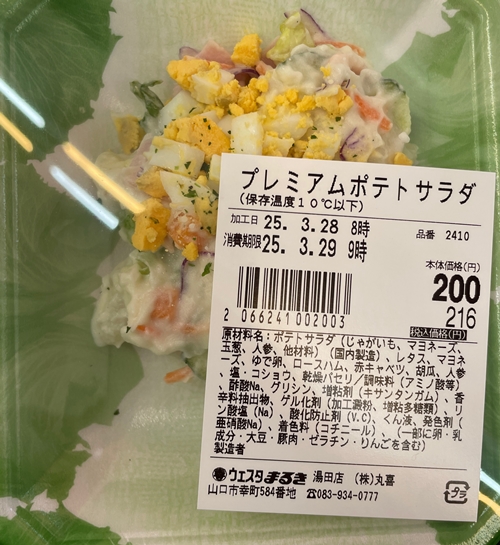 プレミアムポテトサラダ
(保存温度10℃以下)
加工日 25. 3.28 8時
消費期限 25. 3.29 9時
品番 2410
本体価格(円)
200
税込価格(円)
216
2 066241 002003
原材料名:ポテトサラダ(じゃがいも、マヨネーズ、
玉葱、人参、他材料)(国内製造)、レタス、マヨネ
ーズ、ゆで卵、ロースハム、赤キャベツ、胡瓜、人参
、塩・コショウ、乾燥パセリ/調味料(アミノ酸等)
、酢酸Na、グリシン、増粘剤(キサンタンガム)、香
辛料抽出物、ゲル化剤(加工澱粉、増粘多糖類)、リ
ン酸塩(Na)、酸化防止剤(V.C)、くん液、発色剤(
亜硝酸Na)、着色料(コチニール)、(一部に卵・乳
成分・大豆・豚肉・ゼラチン・りんごを含む)
製造者
ウエスタまるき 湯田店 (株)丸喜
山口市幸町584番地 ☎083-934-0777
プラ